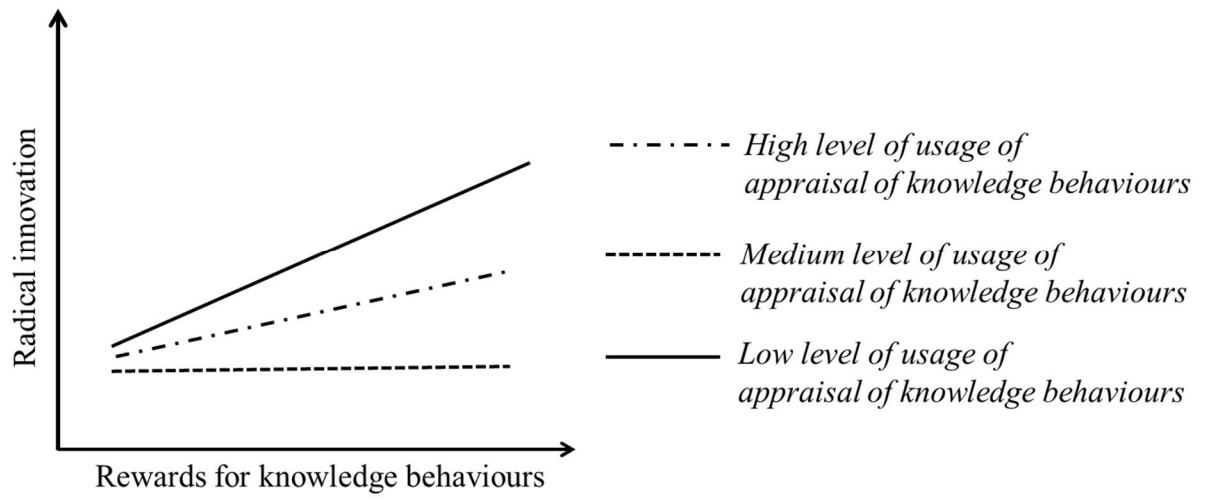 Radical innovation
High level of usage of
appraisal of knowledge behaviours
Medium level of usage of
appraisal of knowledge behaviours
Low level of usage of
appraisal of knowledge behaviours
Rewards for knowledge behaviours